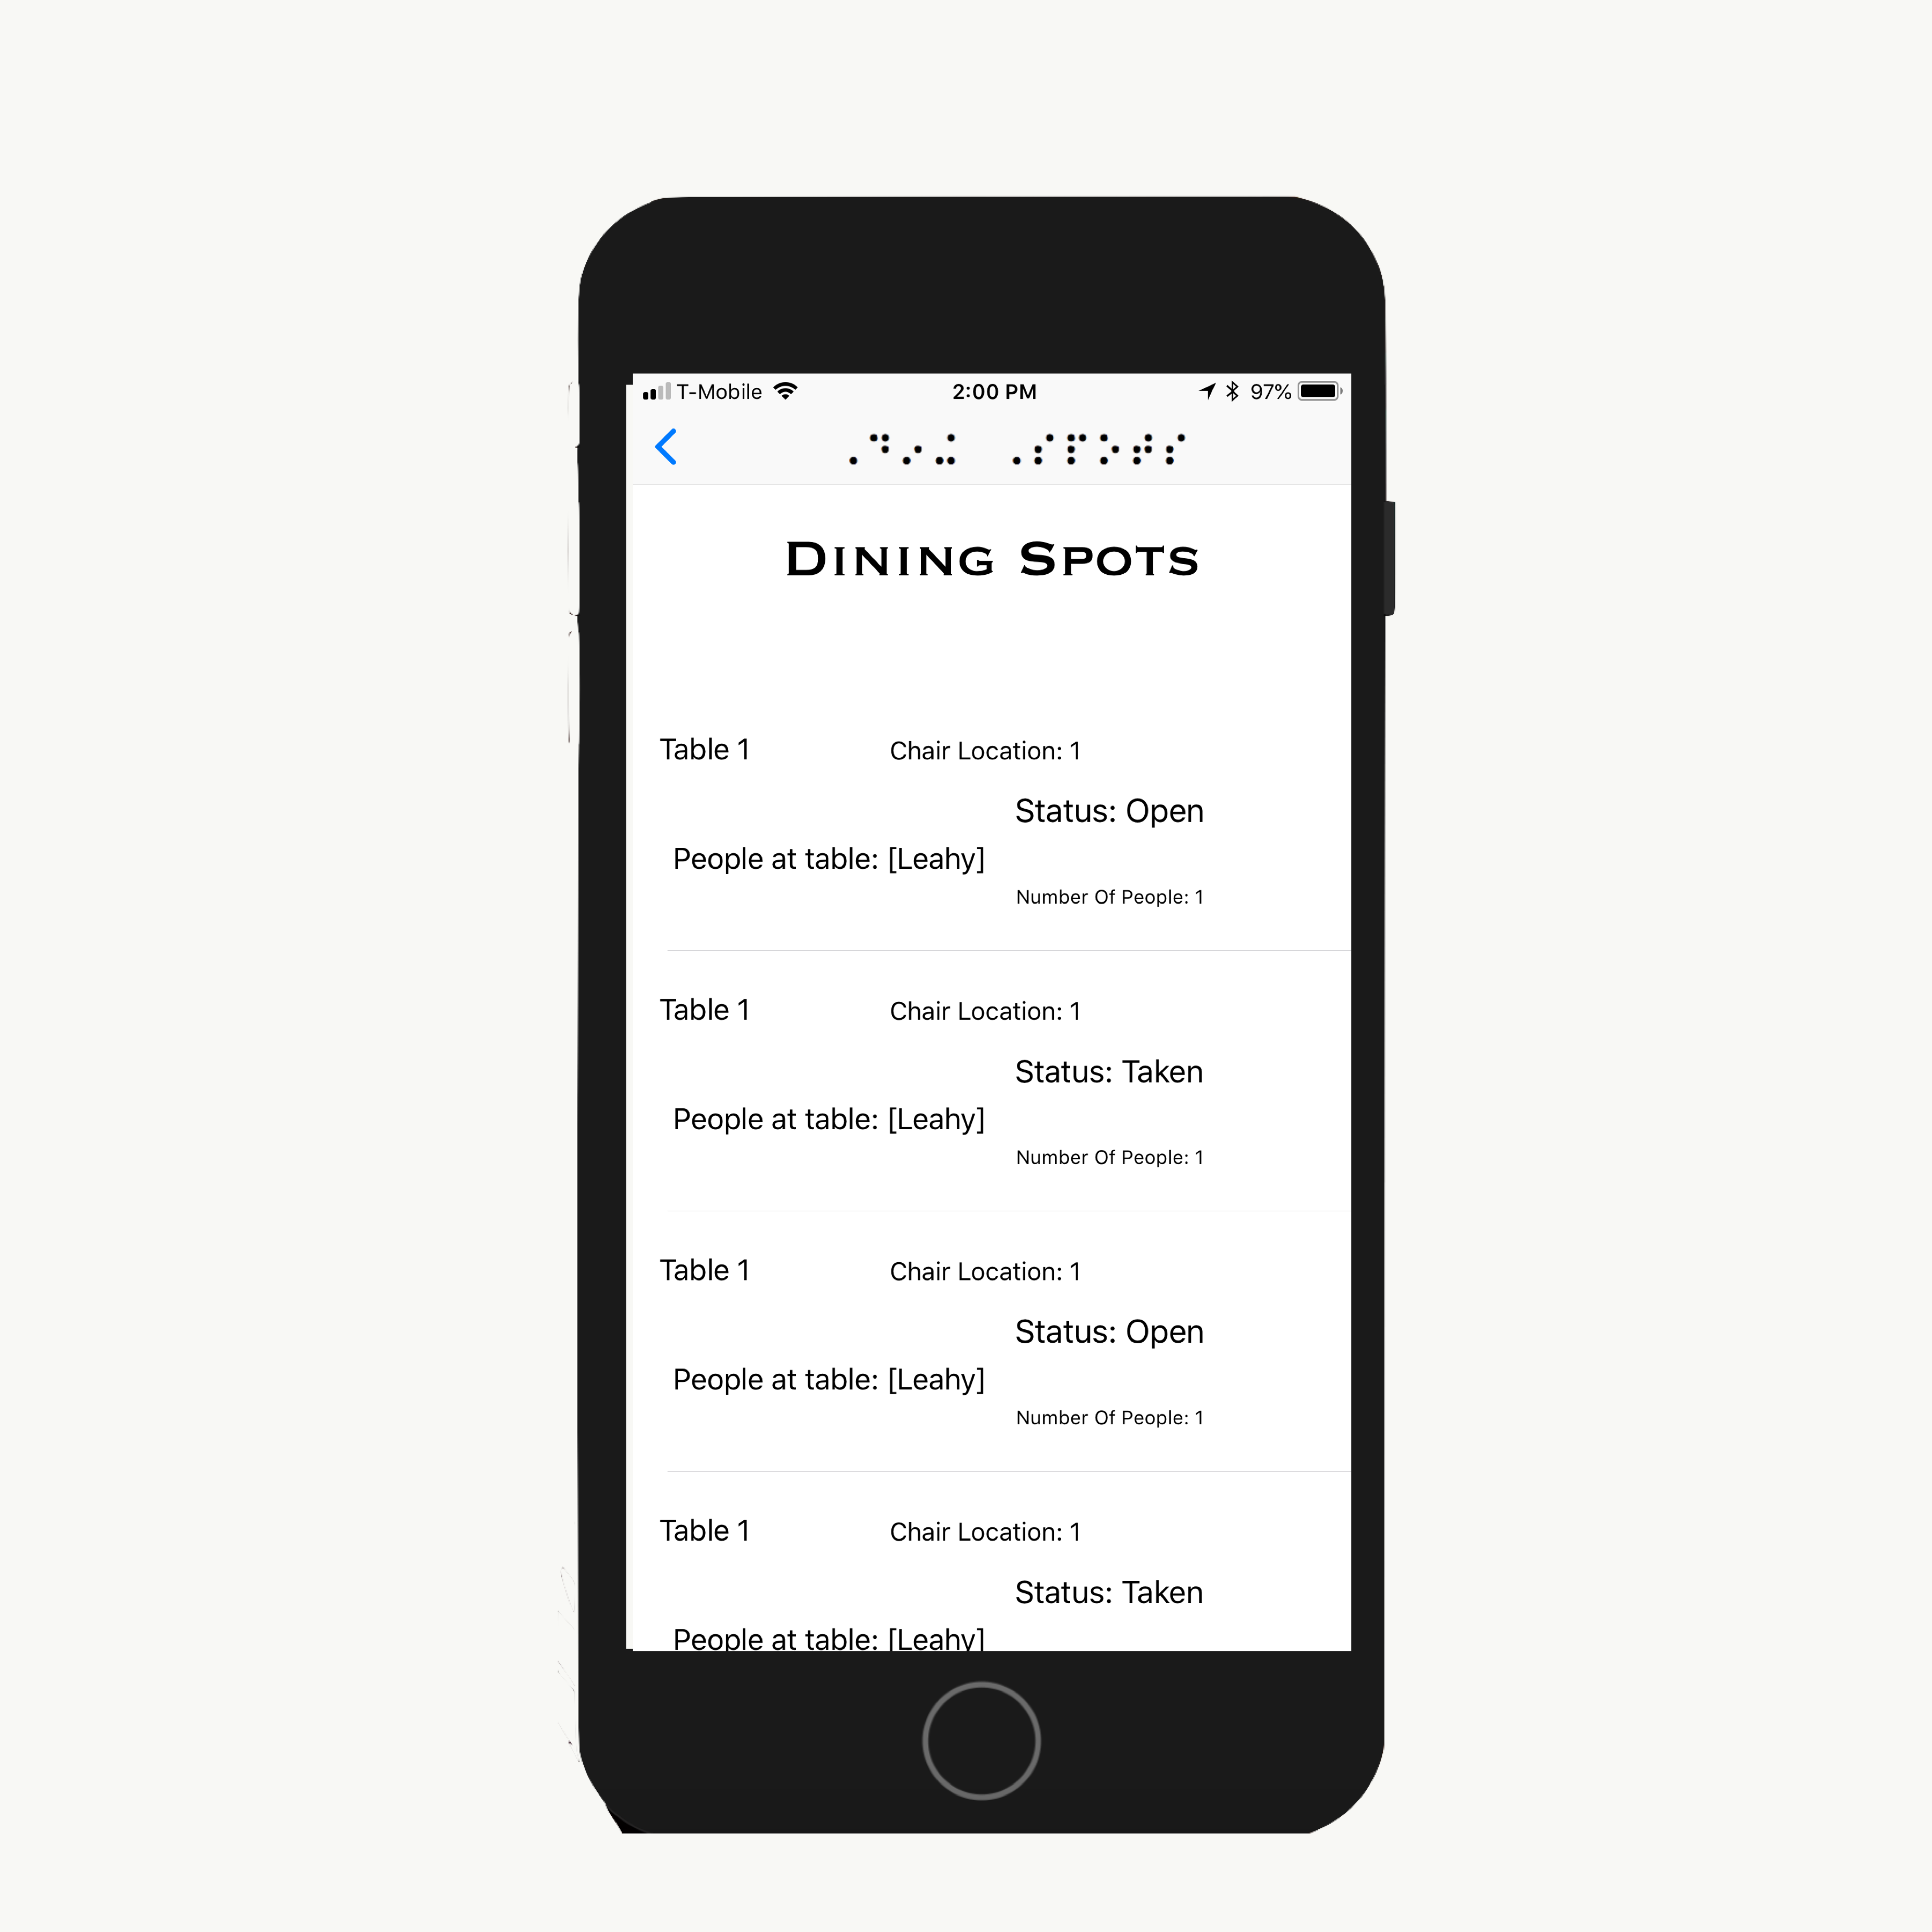 T-Mobile 2:00 PM 97%
⠠⠙⠔⠬ ⠠⠎⠏⠕⠞⠎
Dining Spots
Table 1 Chair Location: 1
Status: Open
People at table: [Leahy]
Number Of People: 1
Table 1 Chair Location: 1
Status: Taken
People at table: [Leahy]
Number Of People: 1
Table 1 Chair Location: 1
Status: Open
People at table: [Leahy]
Number Of People: 1
Table 1 Chair Location: 1
Status: Taken
People at table: [Leahy]